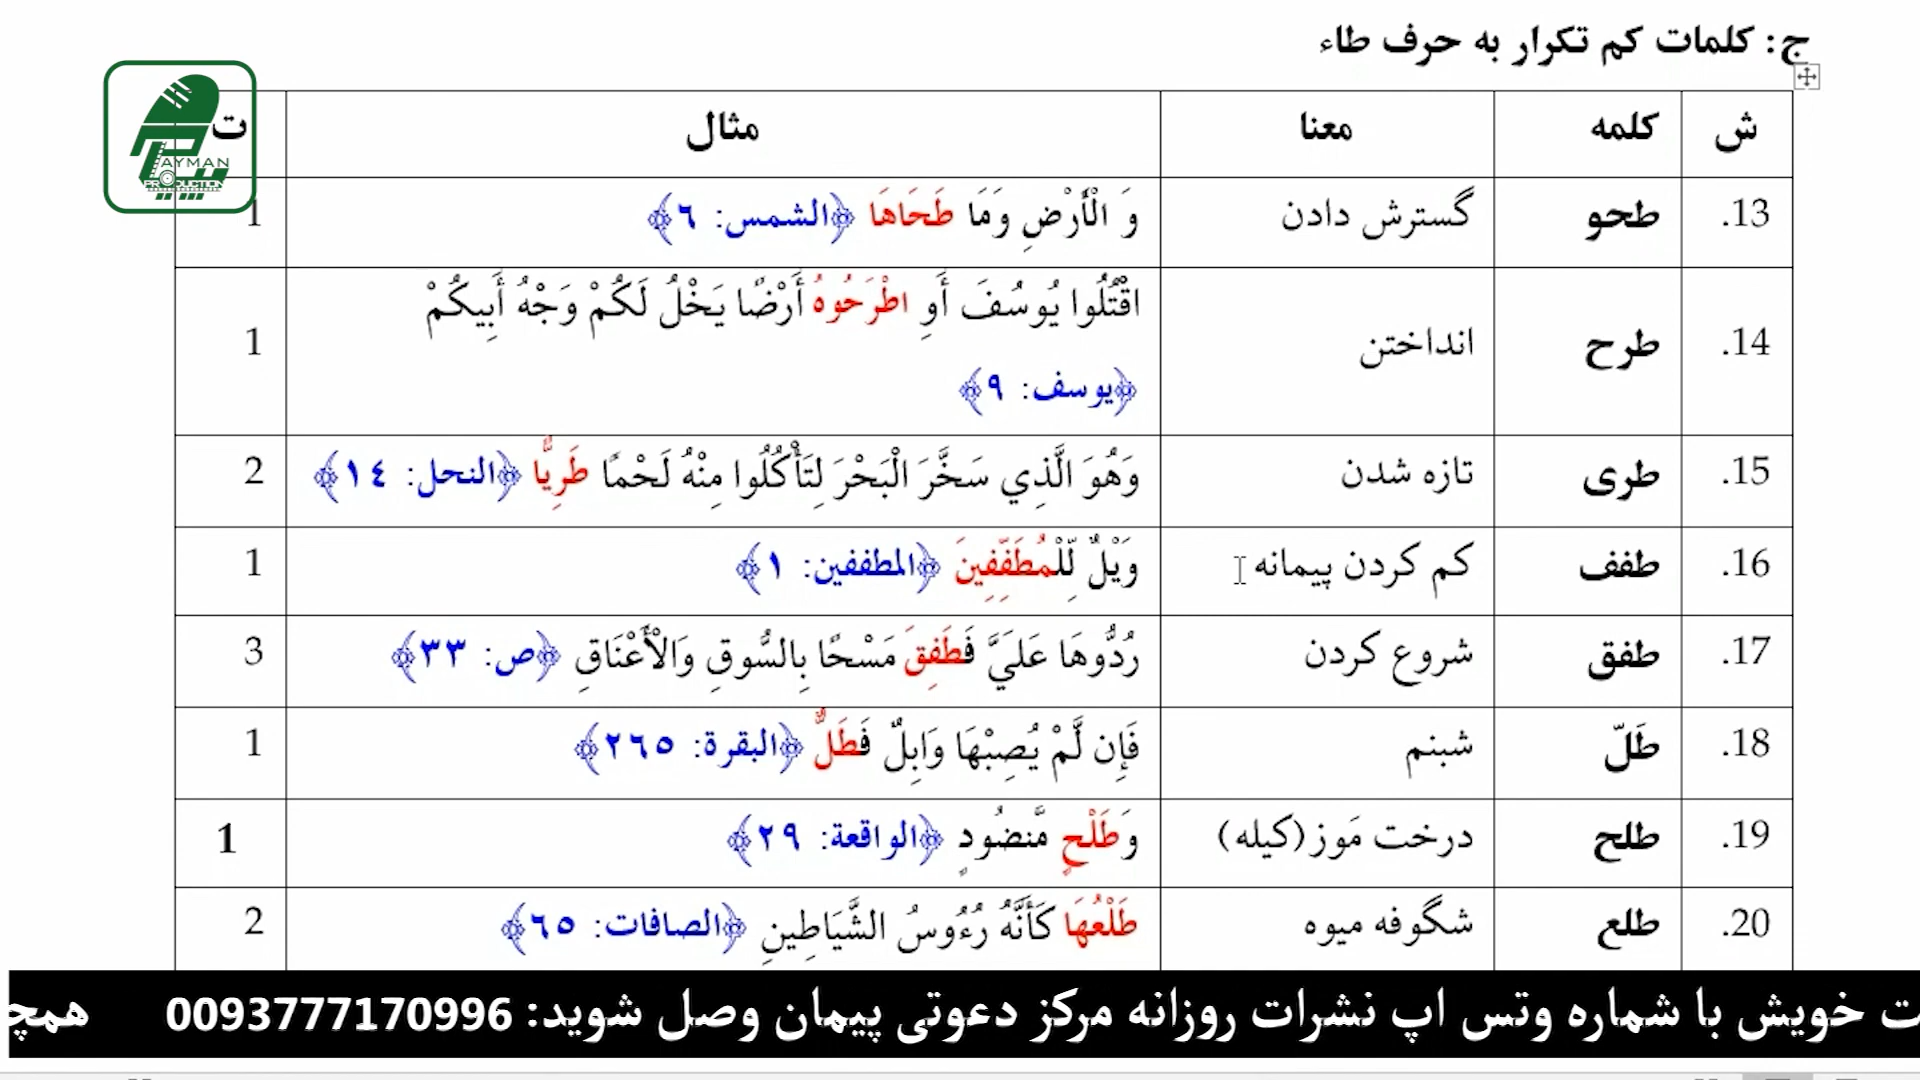 ج: کلمات کم تکرار به حرف طاء
ش کلمه معنا مثال ت
13. طحو گسترش دادن وَ الْأَرْضِ وَمَا طَحَاهَا ﴿الشمس: ٦﴾ 1
14. طرح انداختن اقْتُلُوا يُوسُفَ أَوِ اطْرَحُوهُ أَرْضًا يَخْلُ لَكُمْ وَجْهُ أَبِيكُمْ 1
﴿یوسف: ٩﴾
15. طری تازه شدن وَهُوَ الَّذِي سَخَّرَ الْبَحْرَ لِتَأْكُلُوا مِنْهُ لَحْمًا طَرِيًّا ﴿النحل: ١٤﴾ 2
16. طفف کم کردن پیمانه وَيْلٌ لِّلْمُطَفِّفِينَ ﴿المطففین: ١﴾ 1
17. طفق شروع کردن رُدُّوهَا عَلَيَّ فَطَفِقَ مَسْحًا بِالسُّوقِ وَالْأَعْنَاقِ ﴿ص: ٣٣﴾ 3
18. طَلّ شبنم فَإِن لَّمْ يُصِبْهَا وَابِلٌ فَطَلٌّ ﴿البقرة: ٢٦٥﴾ 1
19. طلح درخت مَوز(کیله) وَطَلْحٍ مَّنضُودٍ ﴿الواقعة: ٢٩﴾ 1
20. طلع شگوفه میوه طَلْعُهَا كَأَنَّهُ رُءُوسُ الشَّيَاطِينِ ﴿الصافات: ٦٥﴾ 2
ت خویش با شماره وتس اپ نشرات روزانه مرکز دعوتی پیمان وصل شوید: 0093777170996 همچ
PAYMAN
PRODUCTION